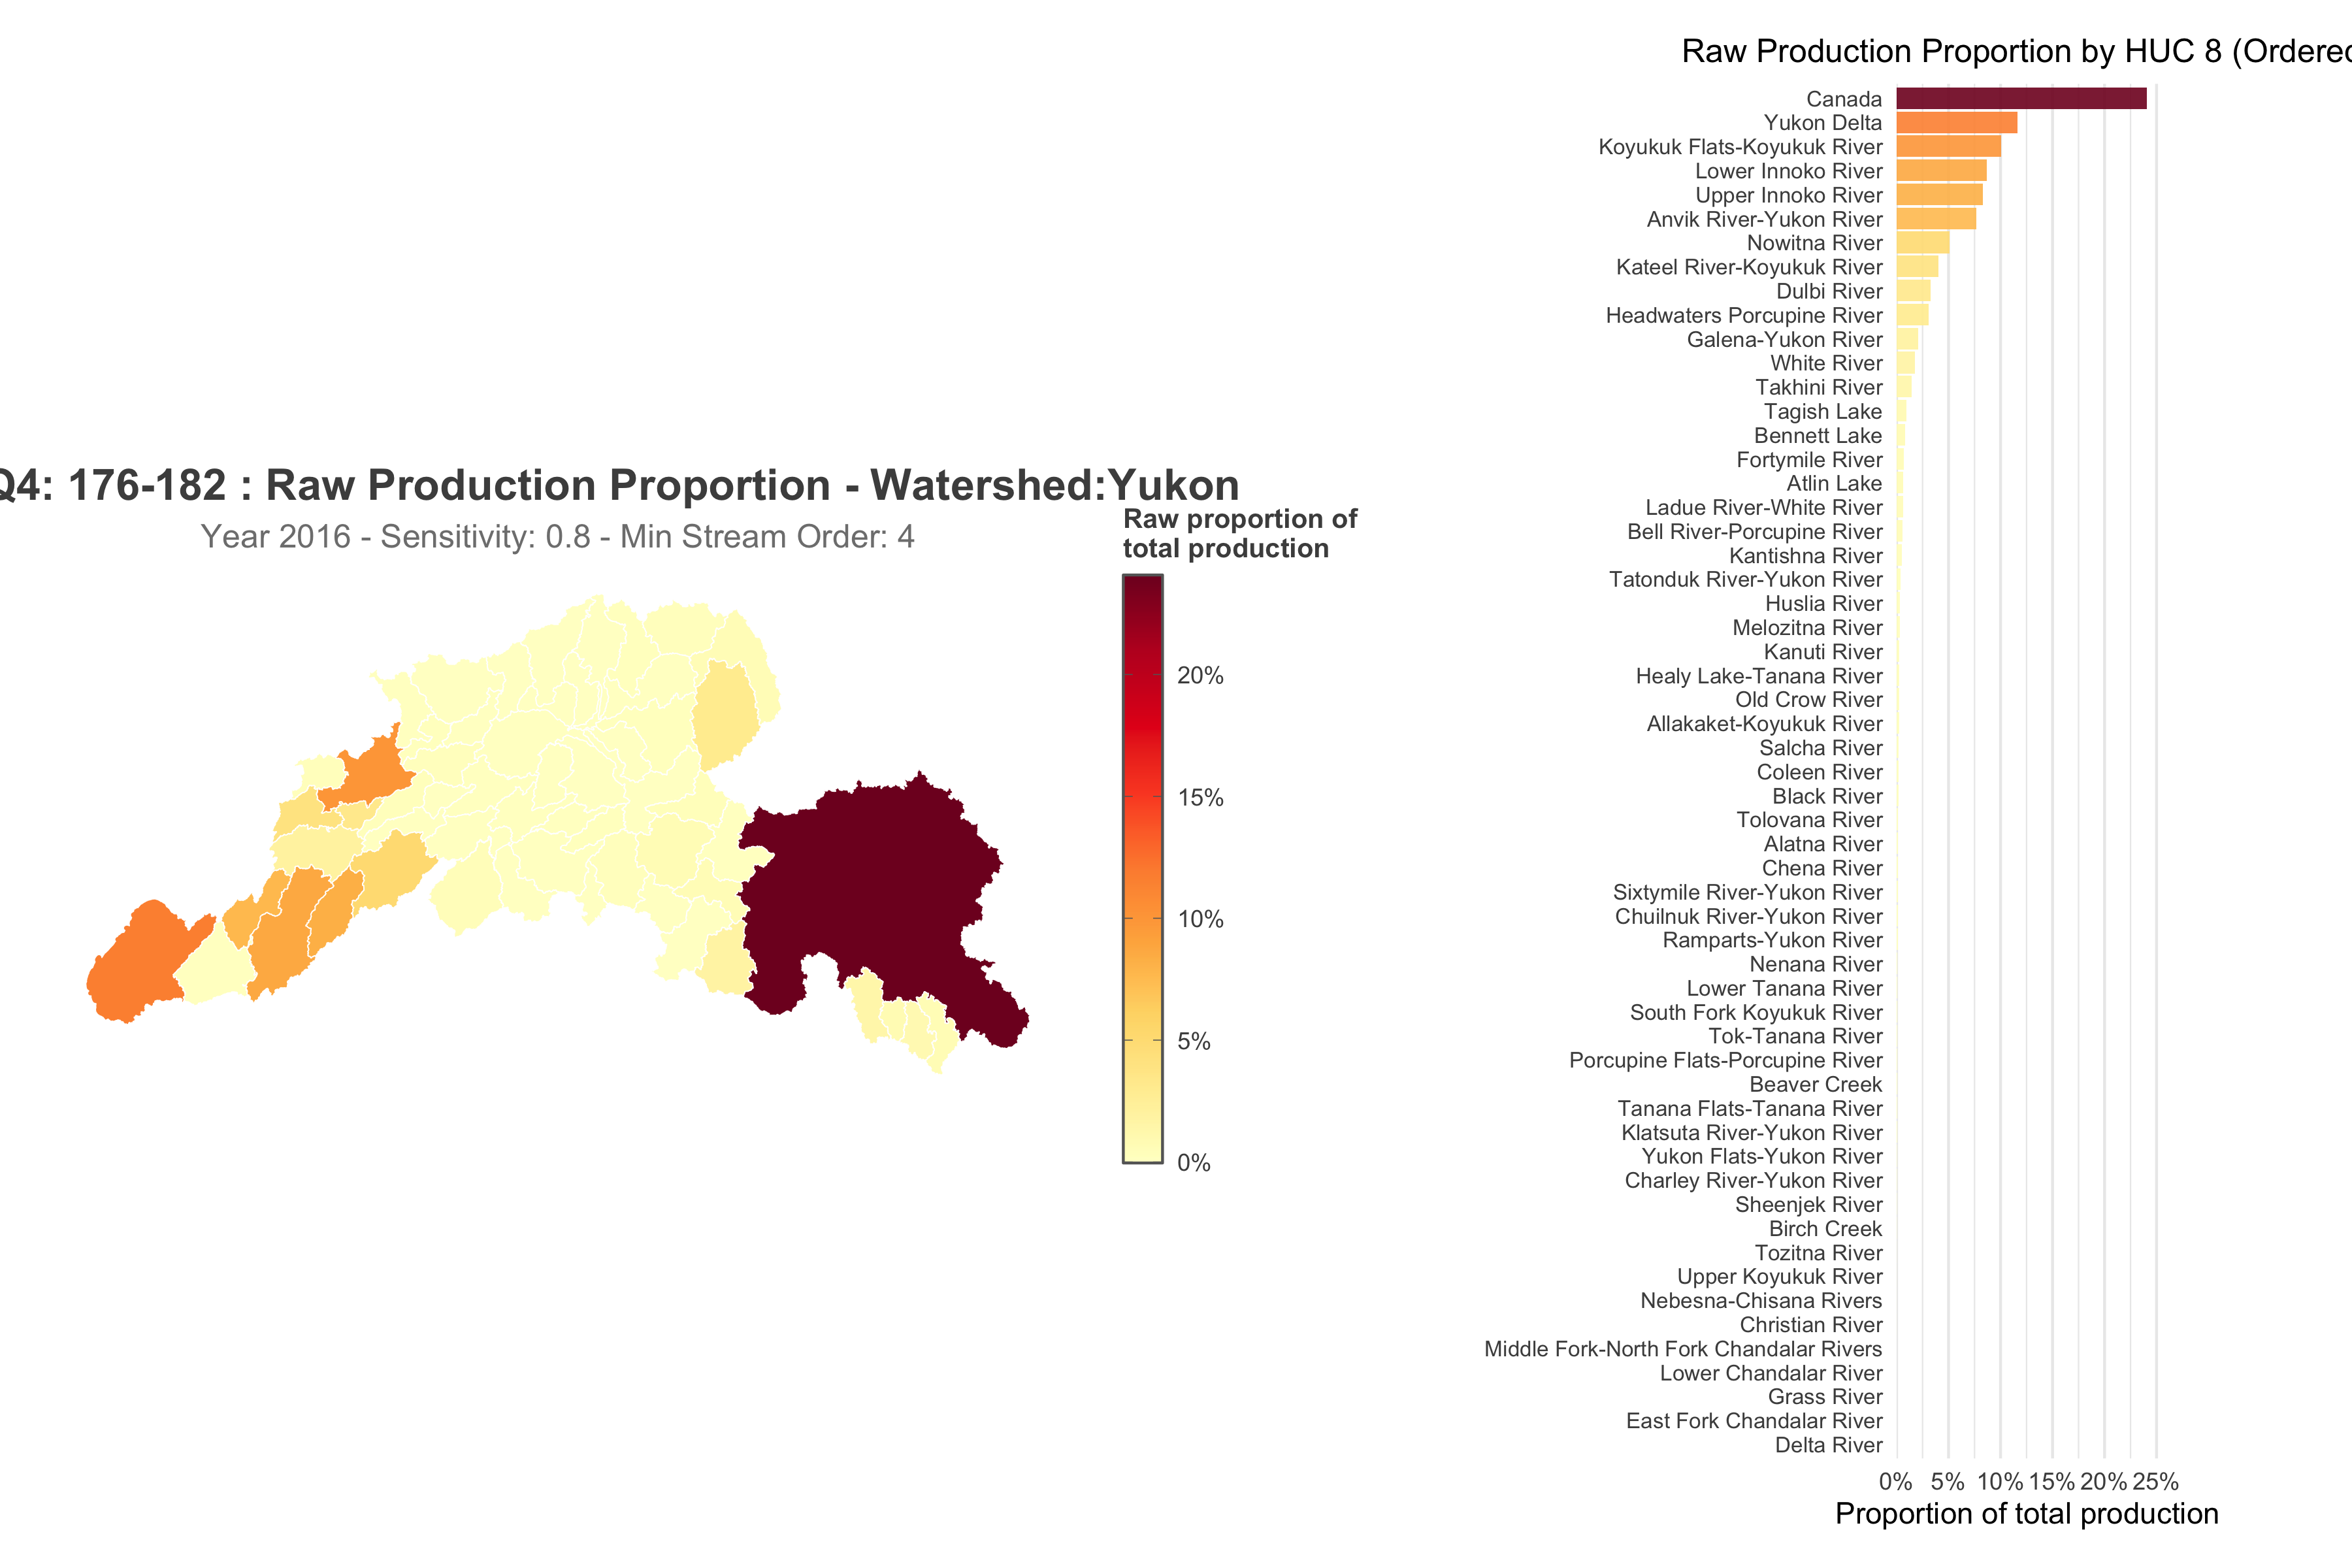 Q4: 176-182 : Raw Production Proportion - Watershed:Yukon
Year 2016 - Sensitivity: 0.8 - Min Stream Order: 4
Raw proportion of
total production
20%
15%
10%
5%
0%
Raw Production Proportion by HUC 8 (Ordered
Canada
Yukon Delta
Koyukuk Flats-Koyukuk River
Lower Innoko River
Upper Innoko River
Anvik River-Yukon River
Nowitna River
Kateel River-Koyukuk River
Dulbi River
Headwaters Porcupine River
Galena-Yukon River
White River
Takhini River
Tagish Lake
Bennett Lake
Fortymile River
Atlin Lake
Ladue River-White River
Bell River-Porcupine River
Kantishna River
Tatonduk River-Yukon River
Huslia River
Melozitna River
Kanuti River
Healy Lake-Tanana River
Old Crow River
Allakaket-Koyukuk River
Salcha River
Coleen River
Black River
Tolovana River
Alatna River
Chena River
Sixtymile River-Yukon River
Chuilnuk River-Yukon River
Ramparts-Yukon River
Nenana River
Lower Tanana River
South Fork Koyukuk River
Tok-Tanana River
Porcupine Flats-Porcupine River
Beaver Creek
Tanana Flats-Tanana River
Klatsuta River-Yukon River
Yukon Flats-Yukon River
Charley River-Yukon River
Sheenjek River
Birch Creek
Tozitna River
Upper Koyukuk River
Nebesna-Chisana Rivers
Christian River
Middle Fork-North Fork Chandalar Rivers
Lower Chandalar River
Grass River
East Fork Chandalar River
Delta River
0% 5% 10% 15% 20% 25%
Proportion of total production